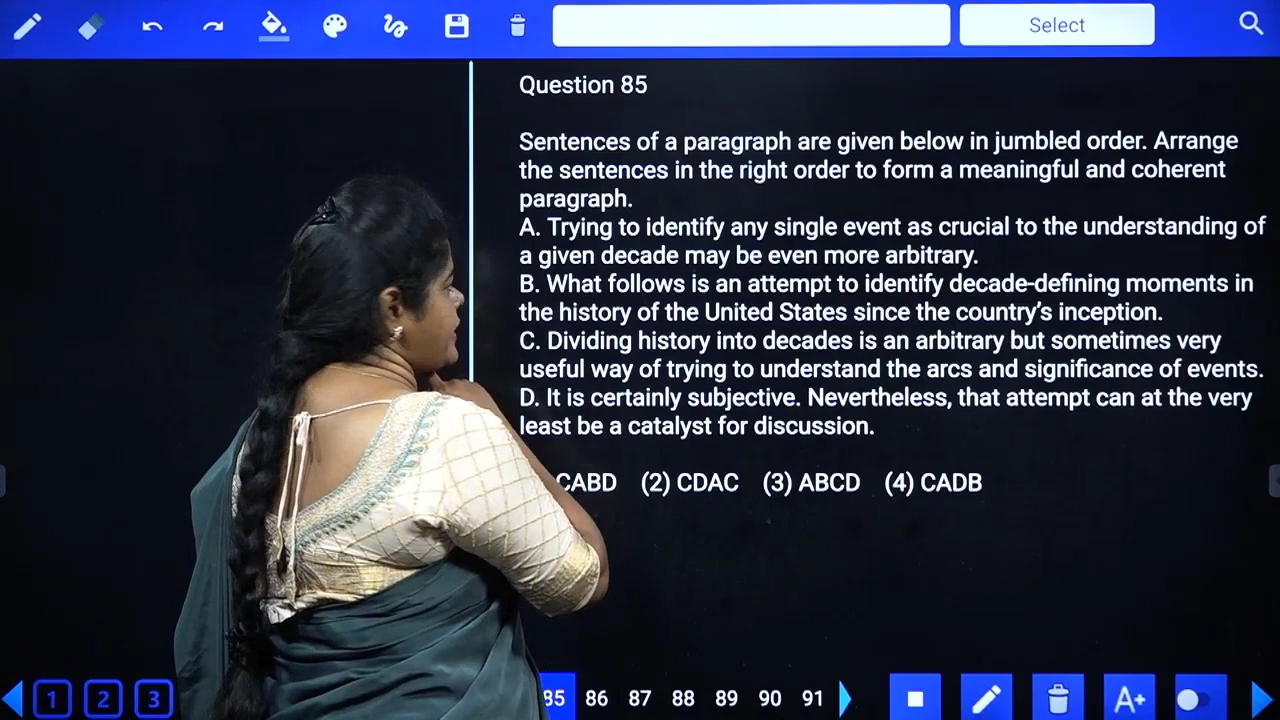 Select
Question 85
Sentences of a paragraph are given below in jumbled order. Arrange
the sentences in the right order to form a meaningful and coherent
paragraph.
A. Trying to identify any single event as crucial to the understanding of
a given decade may be even more arbitrary.
B. What follows is an attempt to identify decade-defining moments in
the history of the United States since the country's inception.
C. Dividing history into decades is an arbitrary but sometimes very
useful way of trying to understand the arcs and significance of events.
D. It is certainly subjective. Nevertheless, that attempt can at the very
least be a catalyst for discussion.
CABD (2) CDAC (3) ABCD (4) CADB
1 2 3 85 86 87 88 89 90 91 A+